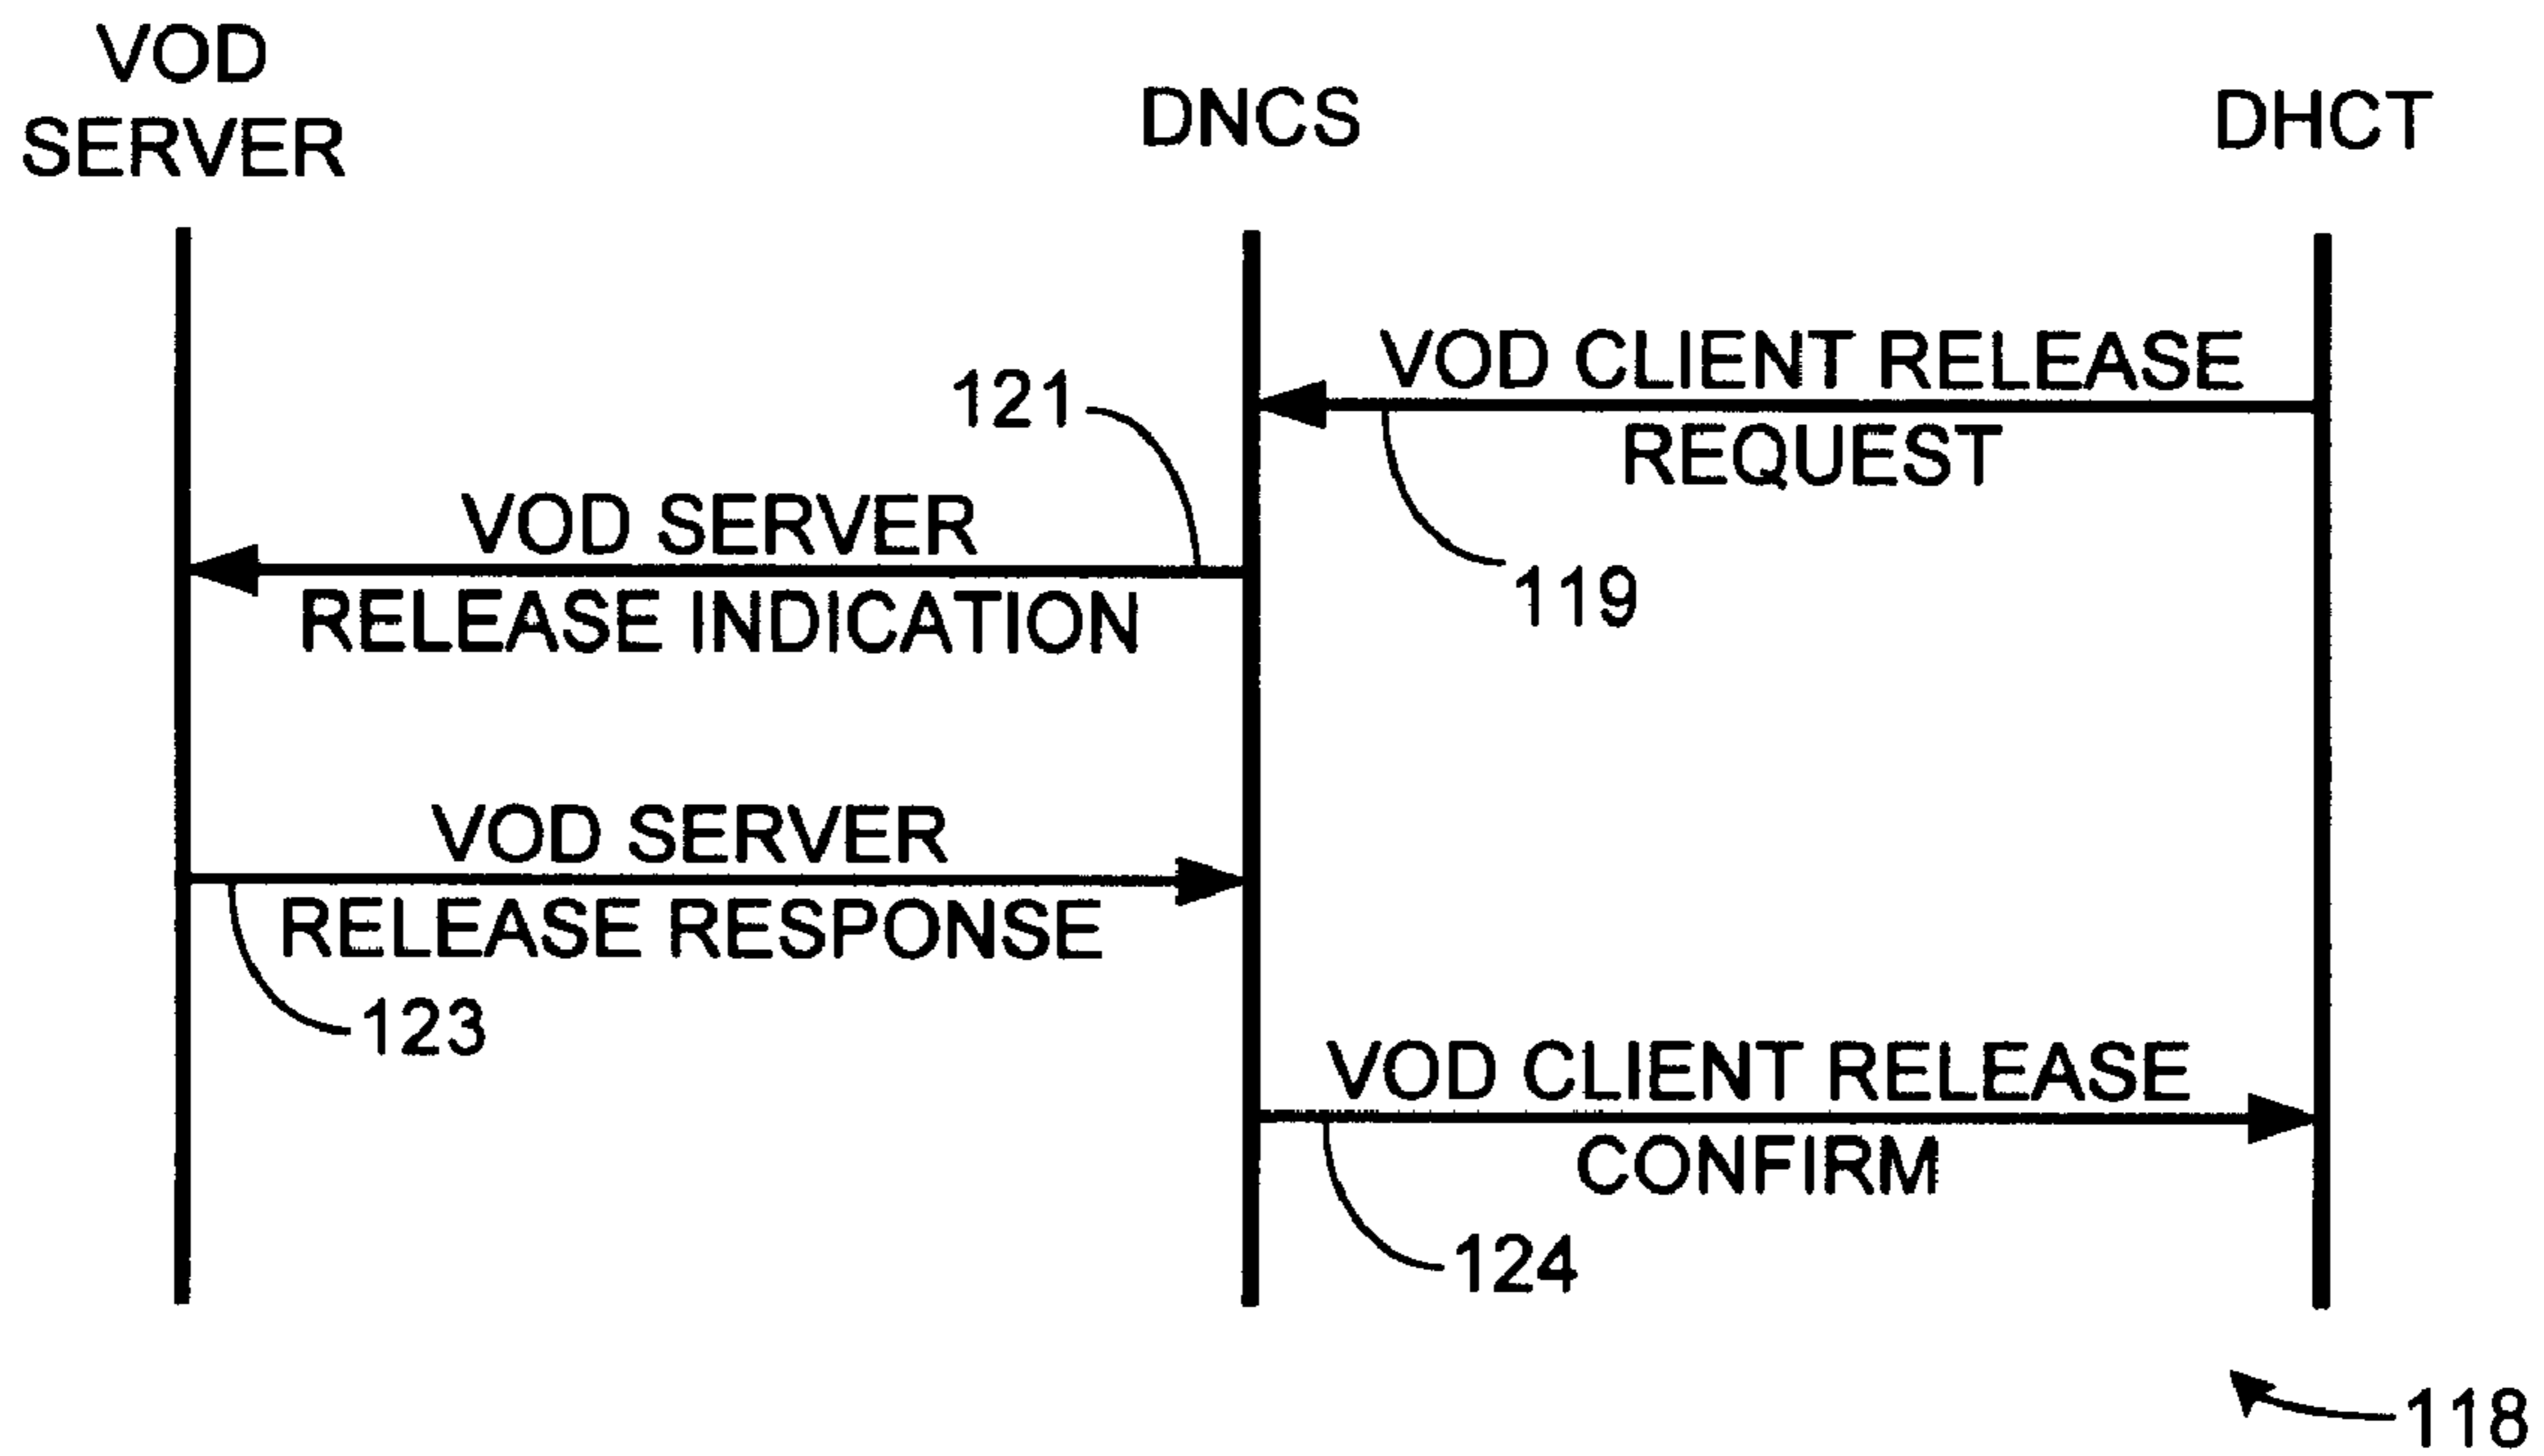 VOD
SERVER
DNCS
DHCT
VOD CLIENT RELEASE
REQUEST
119
121
VOD SERVER
RELEASE INDICATION
VOD SERVER
RELEASE RESPONSE
123
VOD CLIENT RELEASE
CONFIRM
124
118